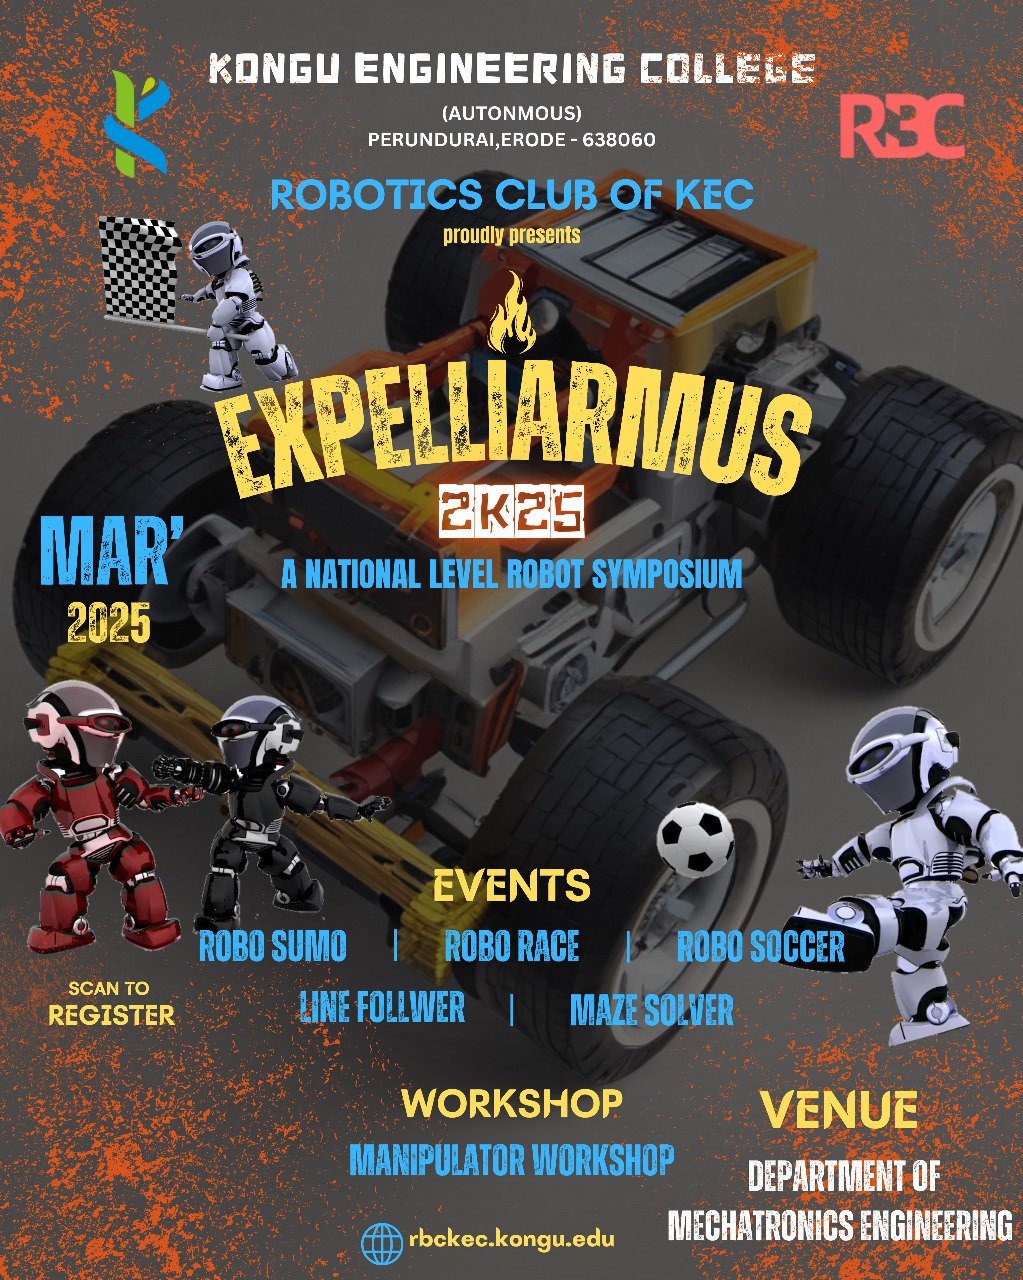 KONGU ENGINEERING COLLEGE
(AUTONMOUS)
PERUNDURAI,ERODE - 638060
RBC
ROBOTICS CLUB OF KEC
proudly presents
EXPELLIARMUS
2K25
A NATIONAL LEVEL ROBOT SYMPOSIUM
MAR'
2025
EVENTS
ROBO SUMO | ROBO RACE | ROBO SOCCER
LINE FOLLWER | MAZE SOLVER
SCAN TO
REGISTER
WORKSHOP
MANIPULATOR WORKSHOP
VENUE
DEPARTMENT OF
MECHATRONICS ENGINEERING
rbckec.kongu.edu